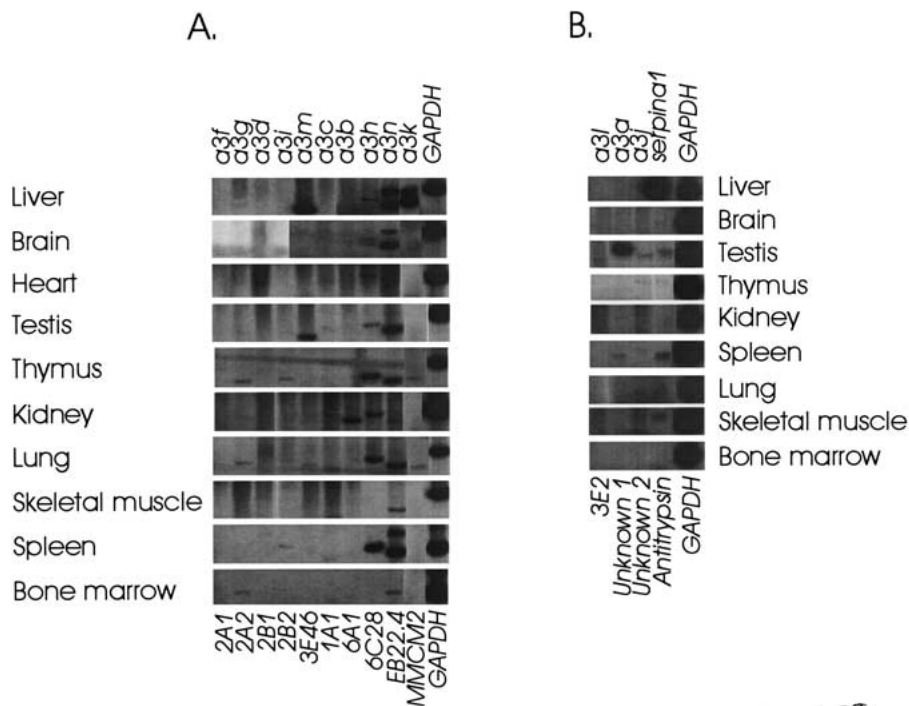 A.
a3f a3g a3d a3i a3m a3c a3b a3h a3n a3k GAPDH
Liver
Brain
Heart
Testis
Thymus
Kidney
Lung
Skeletal muscle
Spleen
Bone marrow
2A1 2A2 2B1 2B2 3E46 1A1 6A1 6C28 EB22.4 MMCM2 GAPDH
B.
a3l a3a a3j serpina1 GAPDH
Liver
Brain
Testis
Thymus
Kidney
Spleen
Lung
Skeletal muscle
Bone marrow
3E2 Unknown 1 Unknown 2 Antitrypsin GAPDH